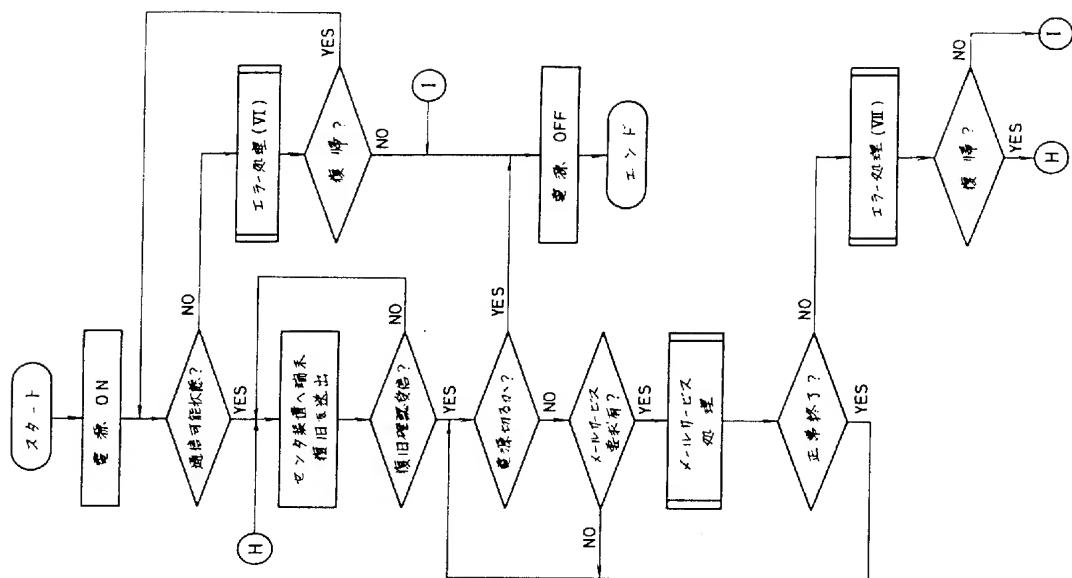 スタート
電源 ON
通信可能状態?
NO
YES
エラー処理(VI)
復帰?
YES
NO
I
H
センタ装置へ端末
復旧を送出
復旧確認受信?
NO
YES
電源切るか?
YES
NO
電源 OFF
エンド
メールサービス
要求有?
NO
YES
メールサービス
処理
正常終了?
NO
YES
エラー処理(VII)
復帰?
NO
YES
I
H